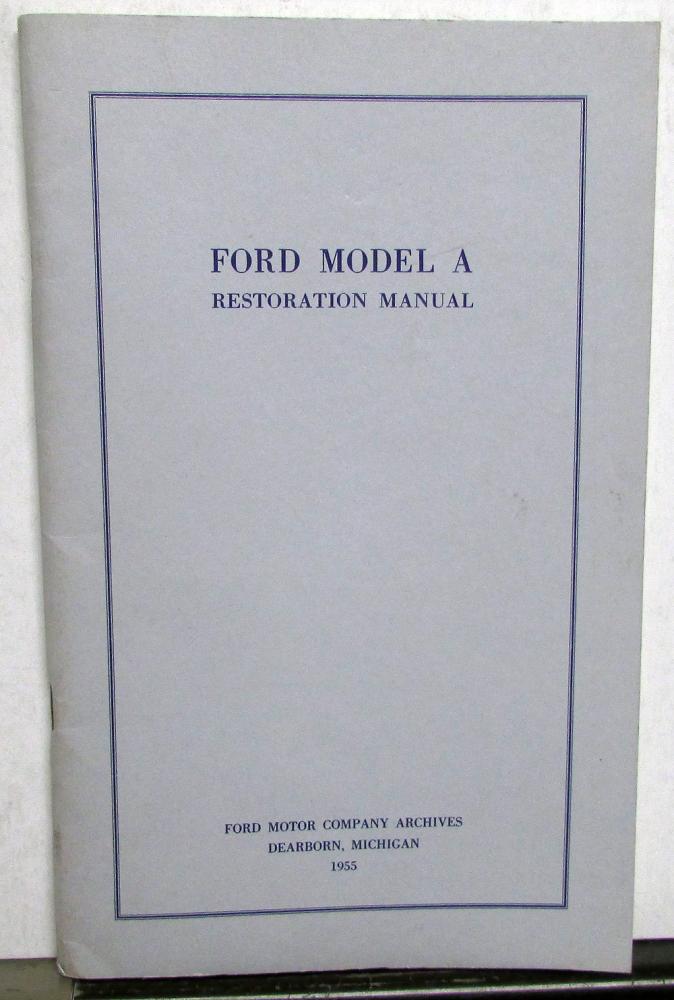 FORD MODEL A
RESTORATION MANUAL
FORD MOTOR COMPANY ARCHIVES
DEARBORN, MICHIGAN
1955